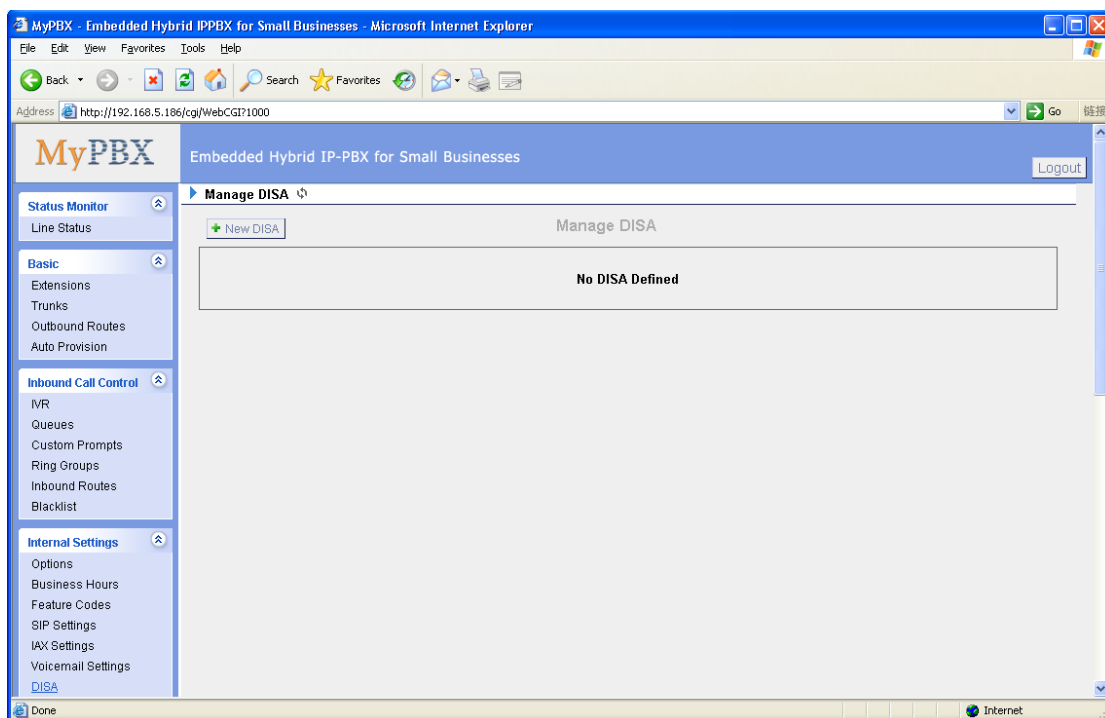 MyPBX - Embedded Hybrid IPPBX for Small Businesses - Microsoft Internet Explorer
File Edit View Favorites Tools Help
Back Search Favorites
Address http://192.168.5.186/cgi/WebCGI?1000 Go 链接
MyPBX Embedded Hybrid IP-PBX for Small Businesses
Logout
Manage DISA
Status Monitor
Line Status
New DISA Manage DISA
No DISA Defined
Basic
Extensions
Trunks
Outbound Routes
Auto Provision
Inbound Call Control
IVR
Queues
Custom Prompts
Ring Groups
Inbound Routes
Blacklist
Internal Settings
Options
Business Hours
Feature Codes
SIP Settings
IAX Settings
Voicemail Settings
DISA
Done Internet